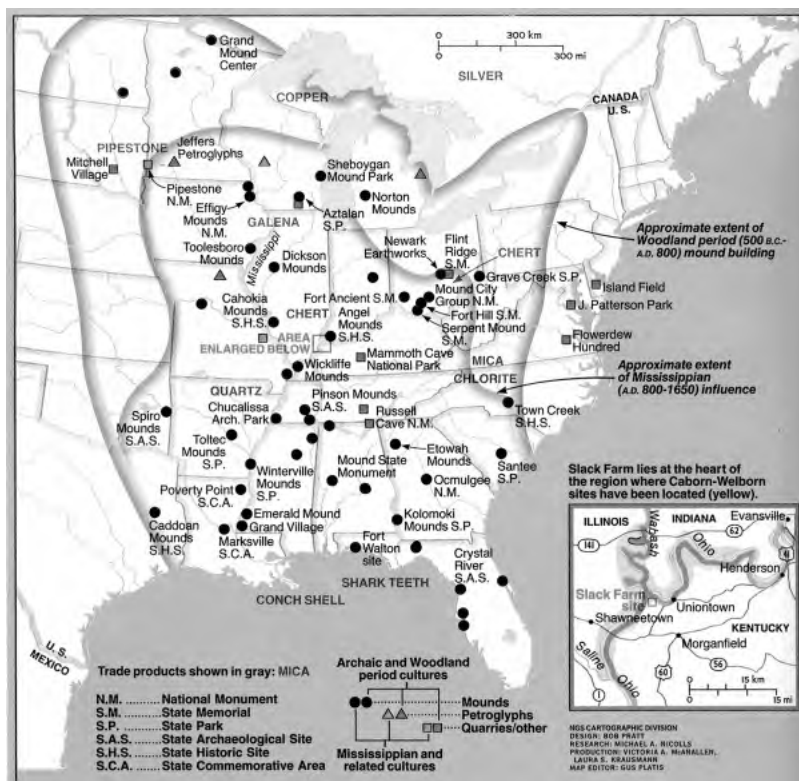 Grand
Mound
Center
0 300 km
0 300 mi
SILVER
COPPER
CANADA
U.S.
PIPESTONE
Jeffers
Petroglyphs
Mitchell
Village
Pipestone
N.M.
Sheboygan
Mound Park
Effigy
Mounds
N.M.
Norton
Mounds
Aztalan
S.P.
GALENA
Toolesboro
Mounds
Mississippi
Dickson
Mounds
Newark
Earthworks
Flint
Ridge
S.M.
CHERT
Grave Creek S.P.
Approximate extent of
Woodland period (500 B.C.-
A.D. 800) mound building
Island Field
J. Patterson Park
Flowerdew
Hundred
Cahokia
Mounds
S.H.S.
CHERT
Fort Ancient S.M.
Mound City
Group N.M.
Fort Hill S.M.
Serpent Mound
S.M.
Angel
Mounds
S.H.S.
AREA
ENLARGED BELOW
Mammoth Cave
National Park
MICA
CHLORITE
Approximate extent
of Mississippian
(A.D. 800-1650) influence
Wickliffe
Mounds
QUARTZ
Pinson Mounds
S.A.S.
Chucalissa
Arch. Park
Russell
Cave N.M.
Town Creek
S.H.S.
Spiro
Mounds
S.A.S.
Toltec
Mounds
S.P.
Etowah
Mounds
Mound State
Monument
Santee
S.P.
Winterville
Mounds
S.P.
Ocmulgee
N.M.
Poverty Point
S.C.A.
Emerald Mound
Grand Village
Kolomoki
Mounds S.P.
Caddoan
Mounds
S.H.S.
Marksville
S.C.A.
Fort
Walton
site
Crystal
River
S.A.S.
SHARK TEETH
CONCH SHELL
U.S.
MEXICO
Slack Farm lies at the heart of
the region where Caborn-Welborn
sites have been located (yellow).
ILLINOIS
INDIANA
Evansville
141
Wabash
62
Ohio
41
Henderson
Slack Farm
site
Uniontown
Shawneetown
KENTUCKY
Morganfield
Saline
60
56
1
Ohio
0 15 km
0 15 mi
Trade products shown in gray: MICA
N.M. ........ National Monument
S.M. ........ State Memorial
S.P. ........ State Park
S.A.S. ...... State Archaeological Site
S.H.S. ...... State Historic Site
S.C.A. ...... State Commemorative Area
Archaic and Woodland
period cultures
Mounds
Petroglyphs
Quarries/other
Mississippian and
related cultures
NGS CARTOGRAPHIC DIVISION
DESIGN: BOB PRATT
RESEARCH: MICHAEL A. NICOLLS
PRODUCTION: VICTORIA A. McAHALLEN,
LAURA S. KRAUSMANN
MAP EDITOR: GUS PLATIS